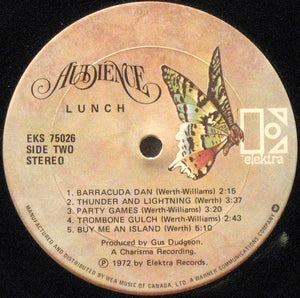 AUDIENCE
LUNCH
EKS 75026
SIDE TWO
STEREO
E
elektra
1. BARRACUDA DAN (Werth-Williams) 2:15
2. THUNDER AND LIGHTNING (Werth) 3:37
3. PARTY GAMES (Werth-Williams) 3:20
4. TROMBONE GULCH (Werth-Williams) 2:43
5. BUY ME AN ISLAND (Werth) 6:10
Produced by Gus Dudgeon.
A Charisma Recording.
℗ 1972 by Elektra Records.
MANUFACTURED AND DISTRIBUTED BY WEA MUSIC OF CANADA, LTD. A WARNER COMMUNICATIONS COMPANY